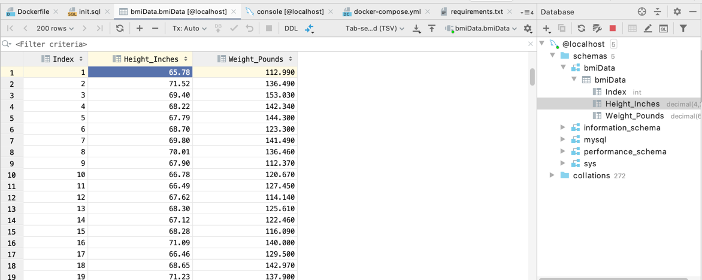 Dockerfile init.sql bmiData.bmiData [@localhost] console [@localhost] docker-compose.yml requirements.txt Database
200 rows Tx: Auto DDL Tab-se...d (TSV) bmiData.bmiData
<Filter criteria>
Index Height_Inches Weight_Pounds
1 1 65.78 112.990
2 2 71.52 136.490
3 3 69.40 153.030
4 4 68.22 142.340
5 5 67.79 144.300
6 6 68.70 123.300
7 7 69.80 141.490
8 8 70.01 136.460
9 9 67.90 112.370
10 10 66.78 120.670
11 11 66.49 127.450
12 12 67.62 114.140
13 13 68.30 125.610
14 14 67.12 122.460
15 15 68.28 116.090
16 16 71.09 140.000
17 17 66.46 129.500
18 18 68.65 142.970
19 19 71.23 137.900
@localhost 5
schemas 5
bmiData
bmiData
Index int
Height_Inches decimal(4,
Weight_Pounds decimal(6
information_schema
mysql
performance_schema
sys
collations 272